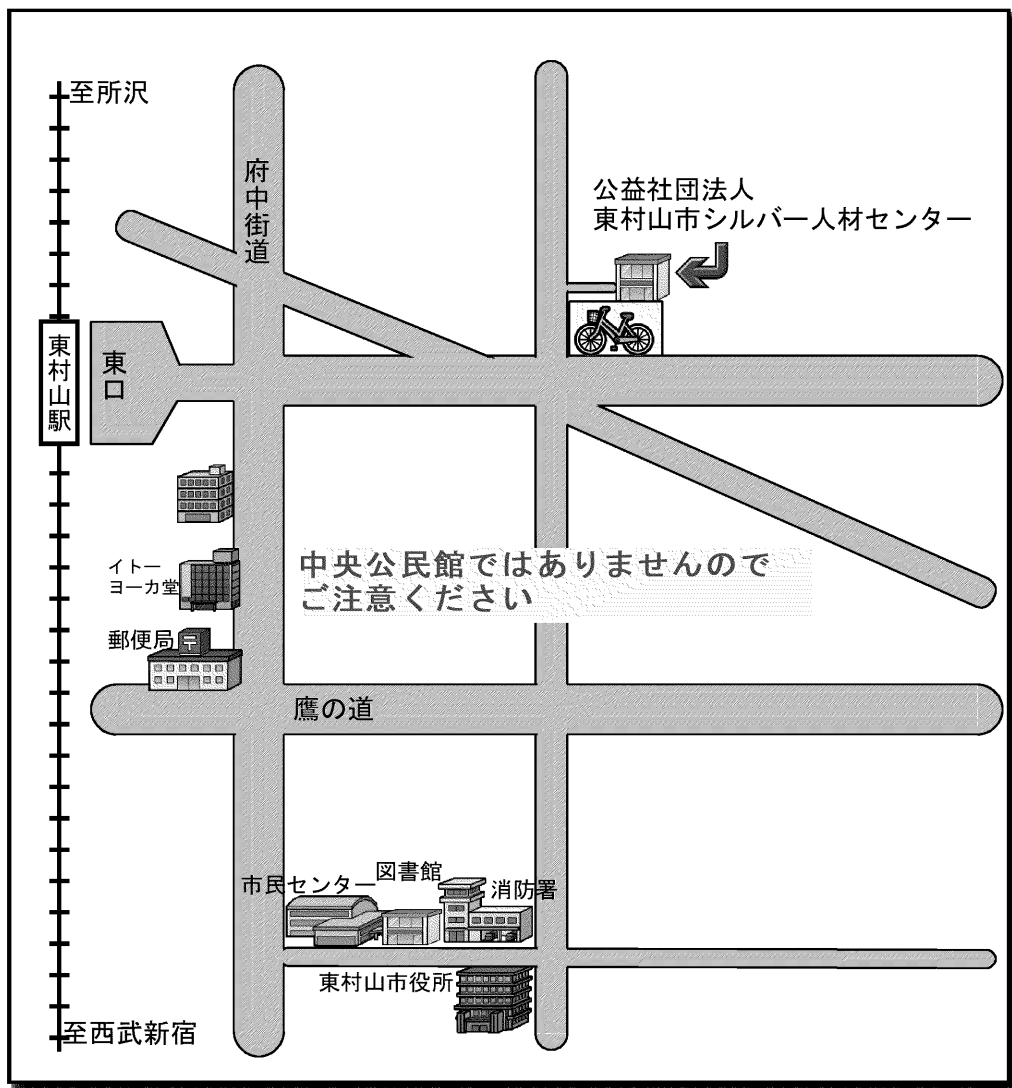 至所沢
府中街道
公益社団法人
東村山市シルバー人材センター
東村山駅
東口
イトー
ヨーカ堂
中央公民館ではありませんので
ご注意ください
郵便局
〒
鷹の道
図書館
市民センター
消防署
東村山市役所
至西武新宿